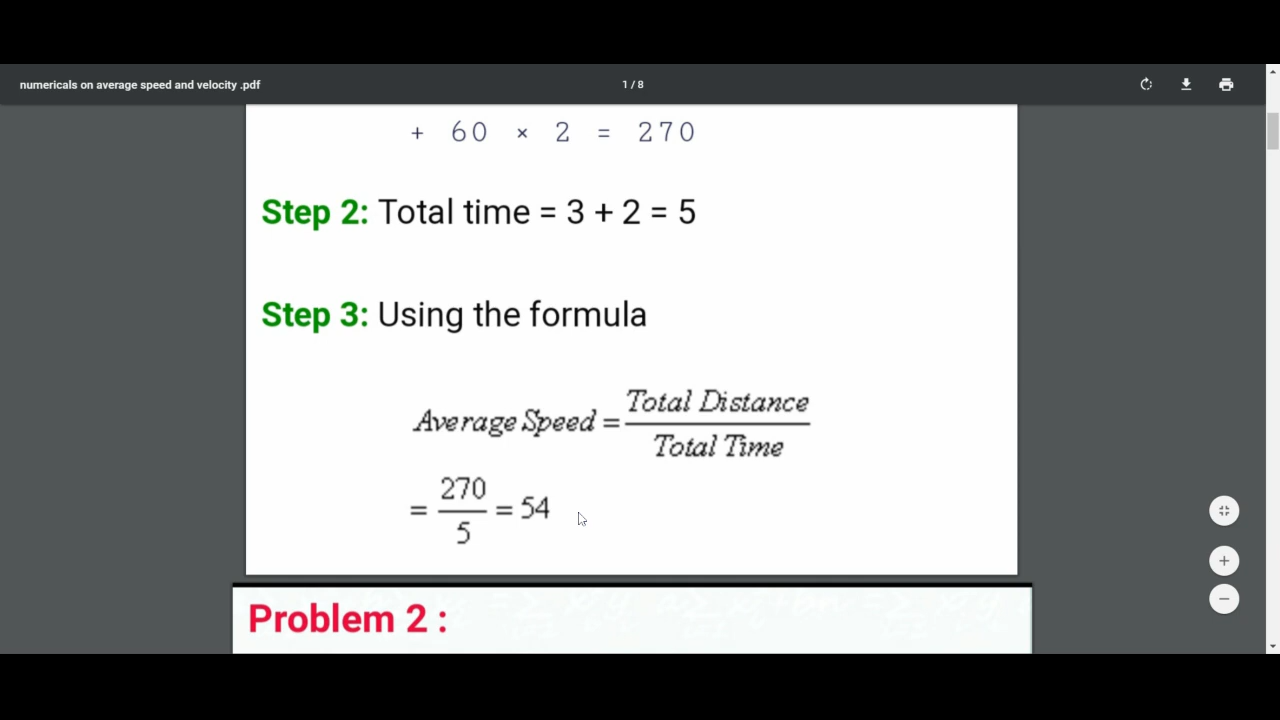 numericals on average speed and velocity .pdf
1 / 8
+ 60 × 2 = 270
Step 2: Total time = 3 + 2 = 5
Step 3: Using the formula
Average Speed = Total Distance / Total Time
= 270 / 5 = 54
Problem 2 :